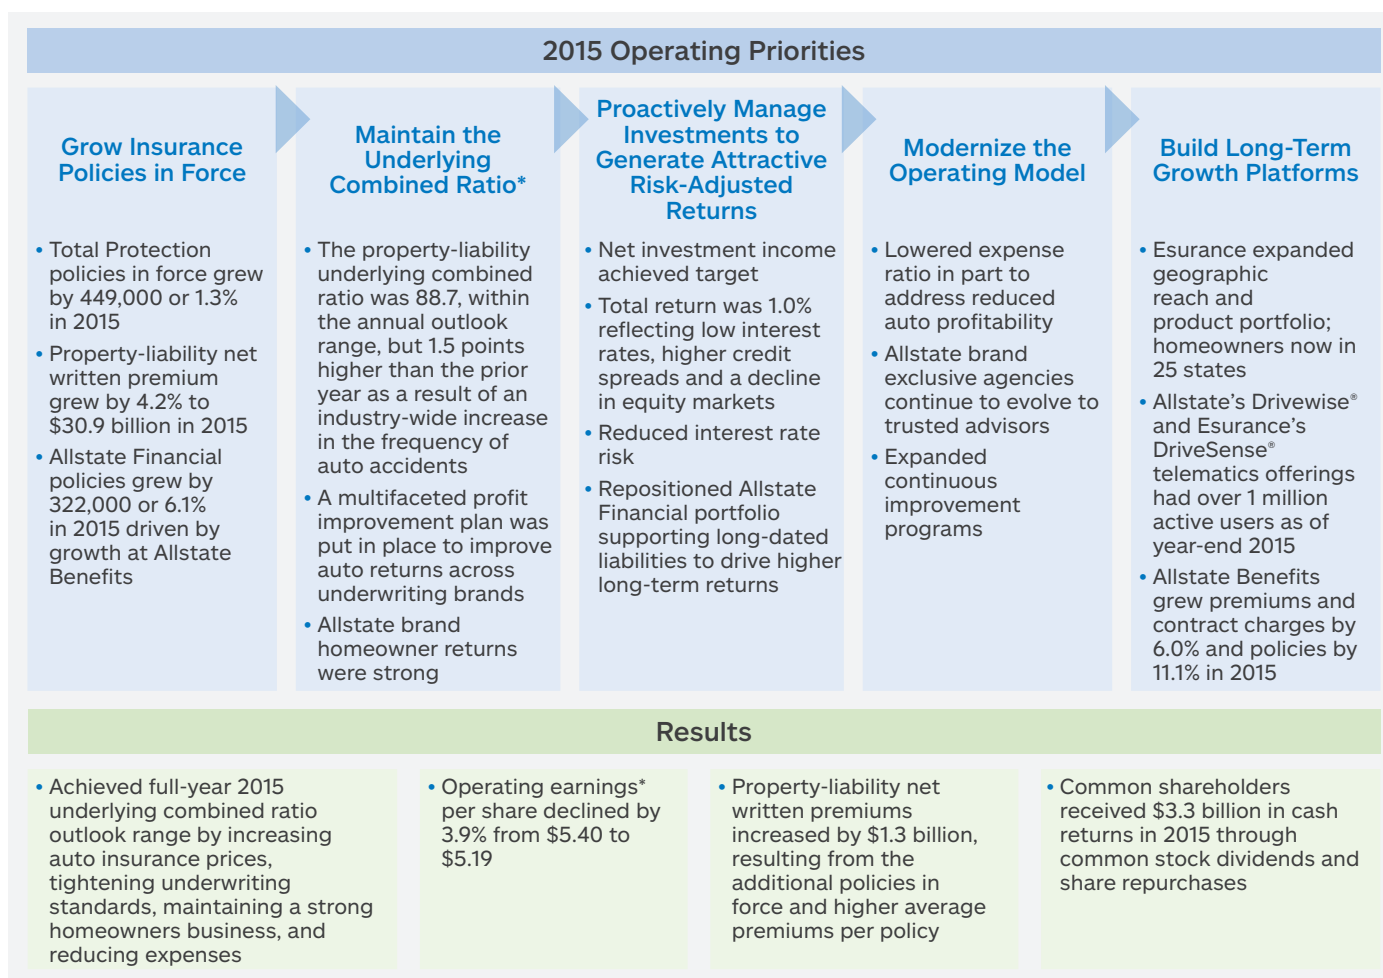 2015 Operating Priorities
Grow Insurance
Policies in Force
• Total Protection
policies in force grew
by 449,000 or 1.3%
in 2015
• Property-liability net
written premium
grew by 4.2% to
$30.9 billion in 2015
• Allstate Financial
policies grew by
322,000 or 6.1%
in 2015 driven by
growth at Allstate
Benefits
Maintain the
Underlying
Combined Ratio*
• The property-liability
underlying combined
ratio was 88.7, within
the annual outlook
range, but 1.5 points
higher than the prior
year as a result of an
industry-wide increase
in the frequency of
auto accidents
• A multifaceted profit
improvement plan was
put in place to improve
auto returns across
underwriting brands
• Allstate brand
homeowner returns
were strong
Proactively Manage
Investments to
Generate Attractive
Risk-Adjusted
Returns
• Net investment income
achieved target
• Total return was 1.0%
reflecting low interest
rates, higher credit
spreads and a decline
in equity markets
• Reduced interest rate
risk
• Repositioned Allstate
Financial portfolio
supporting long-dated
liabilities to drive higher
long-term returns
Modernize the
Operating Model
• Lowered expense
ratio in part to
address reduced
auto profitability
• Allstate brand
exclusive agencies
continue to evolve to
trusted advisors
• Expanded
continuous
improvement
programs
Build Long-Term
Growth Platforms
• Esurance expanded
geographic
reach and
product portfolio;
homeowners now in
25 states
• Allstate’s Drivewise®
and Esurance’s
DriveSense®
telematics offerings
had over 1 million
active users as of
year-end 2015
• Allstate Benefits
grew premiums and
contract charges by
6.0% and policies by
11.1% in 2015
Results
• Achieved full-year 2015
underlying combined ratio
outlook range by increasing
auto insurance prices,
tightening underwriting
standards, maintaining a strong
homeowners business, and
reducing expenses
• Operating earnings*
per share declined by
3.9% from $5.40 to
$5.19
• Property-liability net
written premiums
increased by $1.3 billion,
resulting from the
additional policies in
force and higher average
premiums per policy
• Common shareholders
received $3.3 billion in cash
returns in 2015 through
common stock dividends and
share repurchases